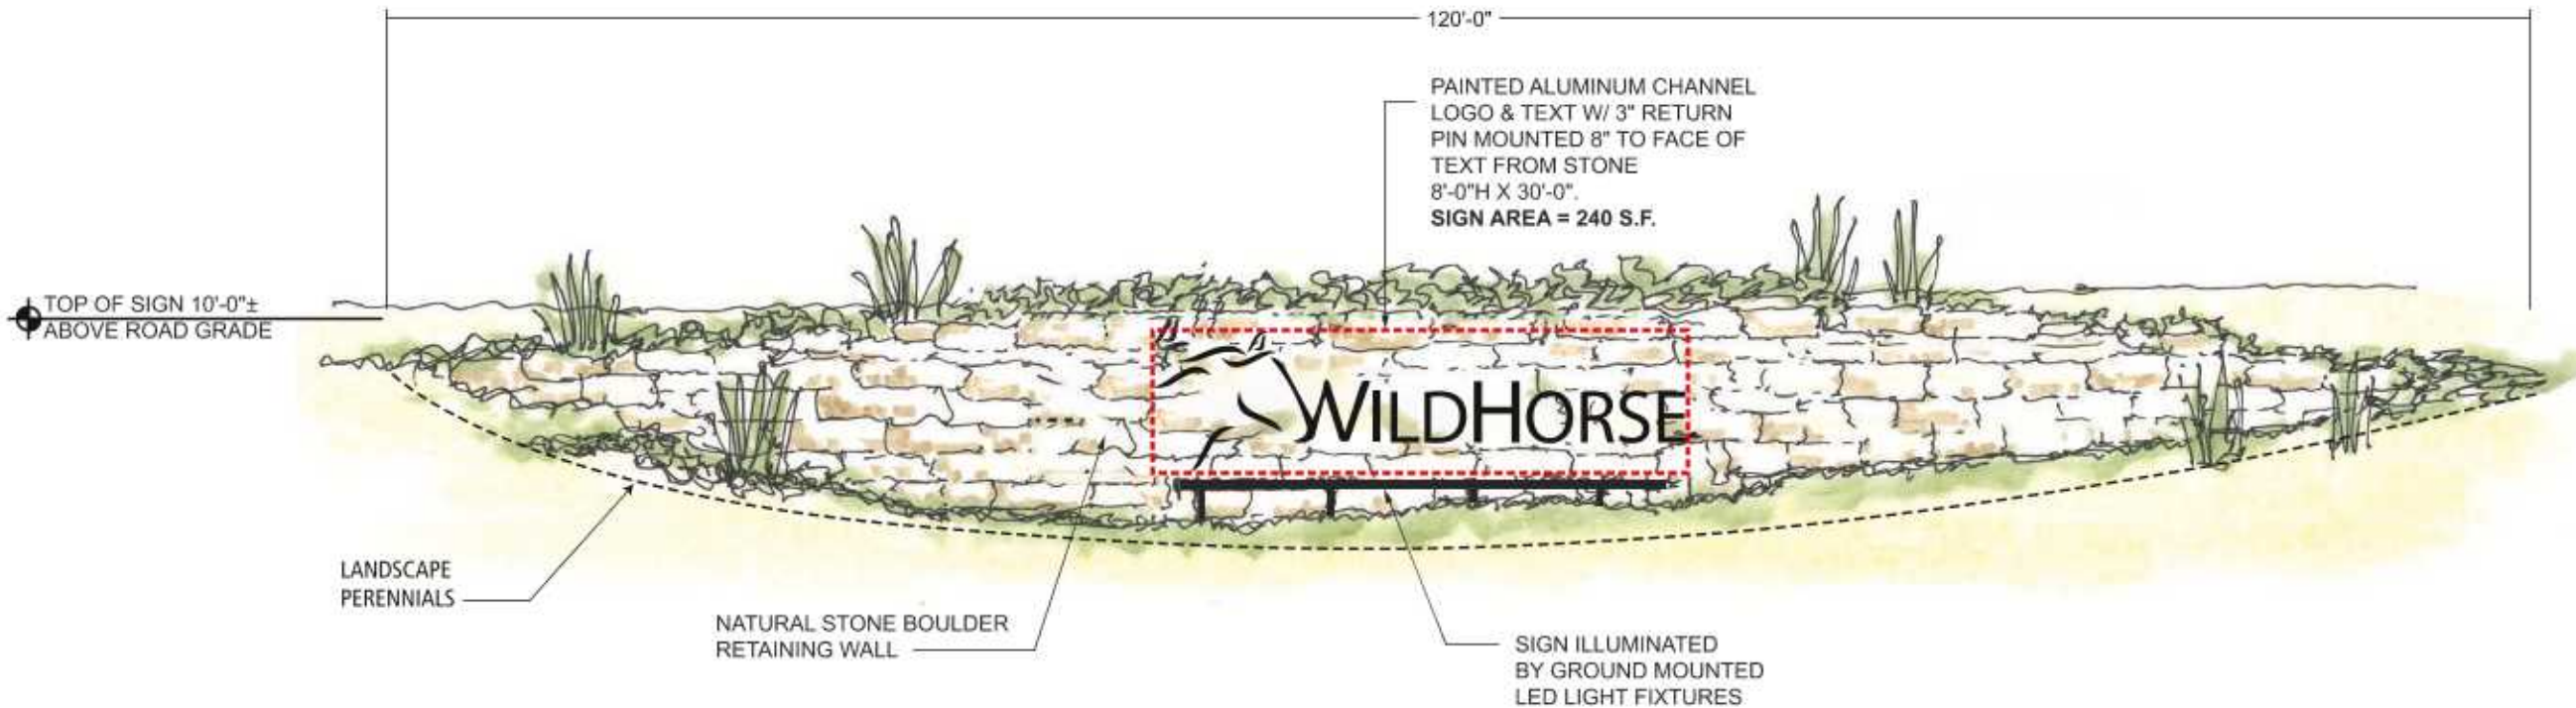 120'-0"
PAINTED ALUMINUM CHANNEL
LOGO & TEXT W/ 3" RETURN
PIN MOUNTED 8" TO FACE OF
TEXT FROM STONE
8'-0"H X 30'-0".
SIGN AREA = 240 S.F.
TOP OF SIGN 10'-0"±
ABOVE ROAD GRADE
WILDHORSE
LANDSCAPE
PERENNIALS
NATURAL STONE BOULDER
RETAINING WALL
SIGN ILLUMINATED
BY GROUND MOUNTED
LED LIGHT FIXTURES